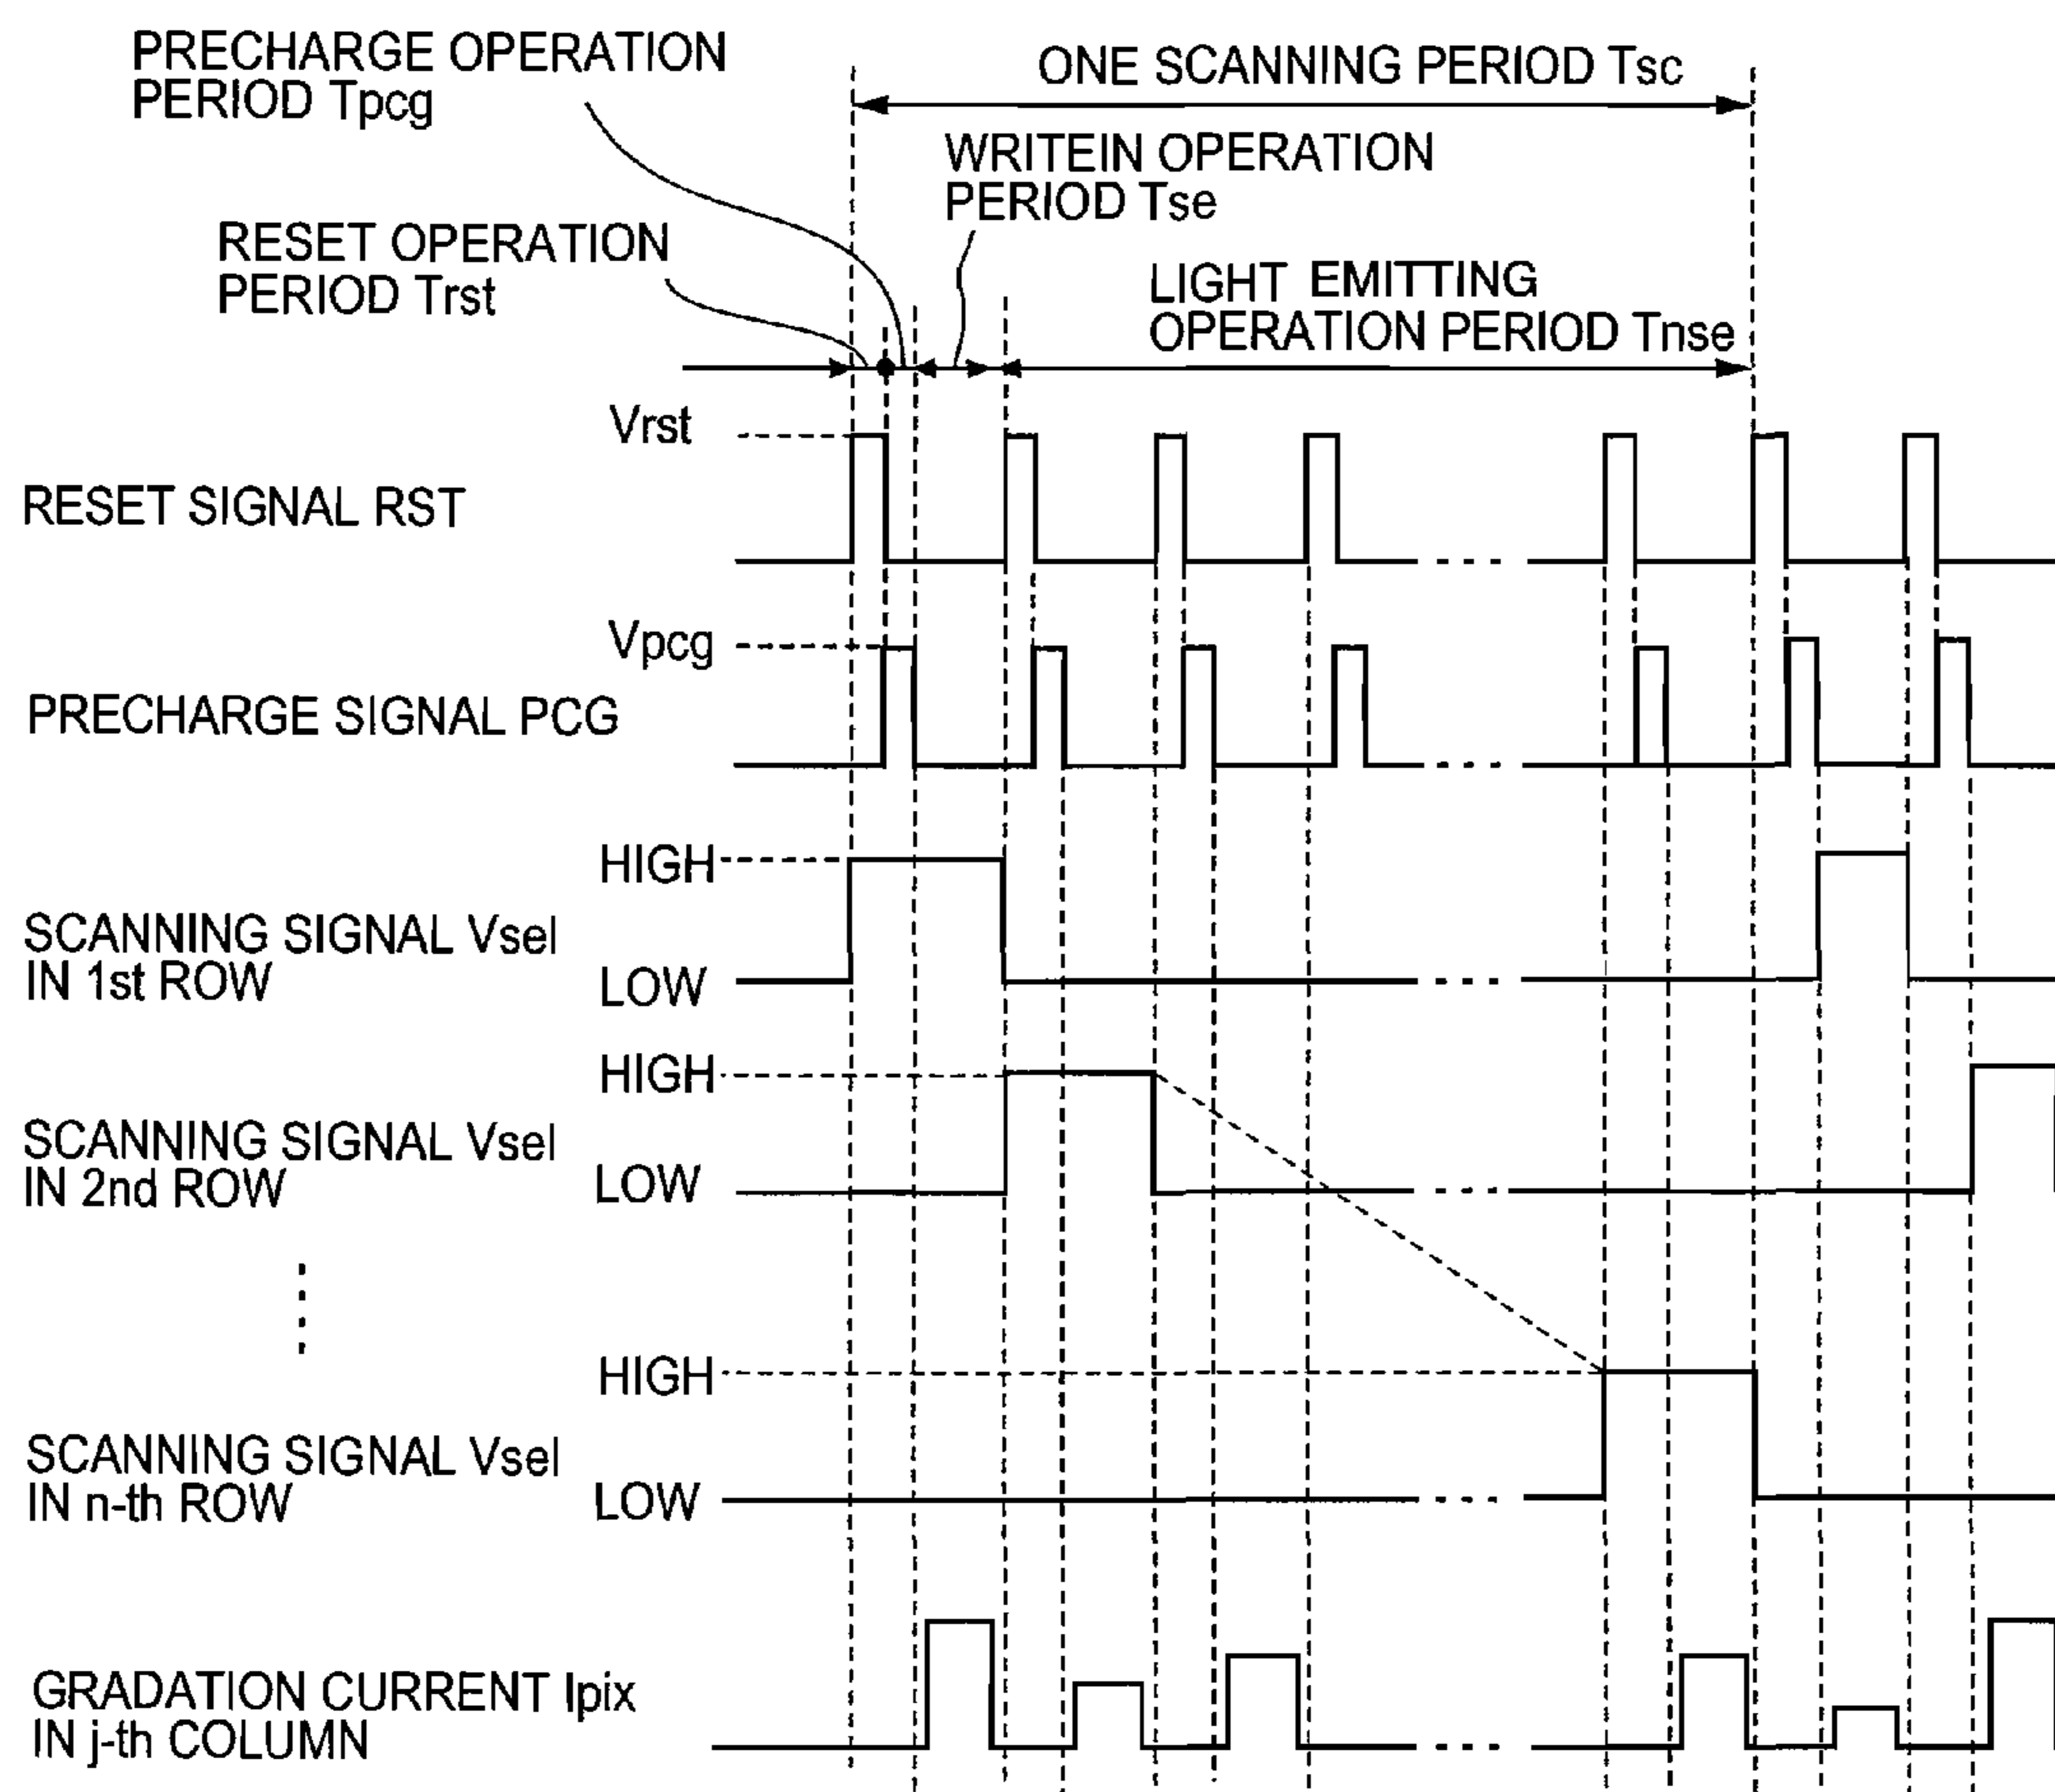 PRECHARGE OPERATION
PERIOD Tpcg
ONE SCANNING PERIOD Tsc
WRITEIN OPERATION
PERIOD Tse
RESET OPERATION
PERIOD Trst
LIGHT EMITTING
OPERATION PERIOD Tnse
Vrst
RESET SIGNAL RST
Vpcg
PRECHARGE SIGNAL PCG
HIGH
SCANNING SIGNAL Vsel
IN 1st ROW
LOW
HIGH
SCANNING SIGNAL Vsel
IN 2nd ROW
LOW
HIGH
SCANNING SIGNAL Vsel
IN n-th ROW
LOW
GRADATION CURRENT Ipix
IN j-th COLUMN